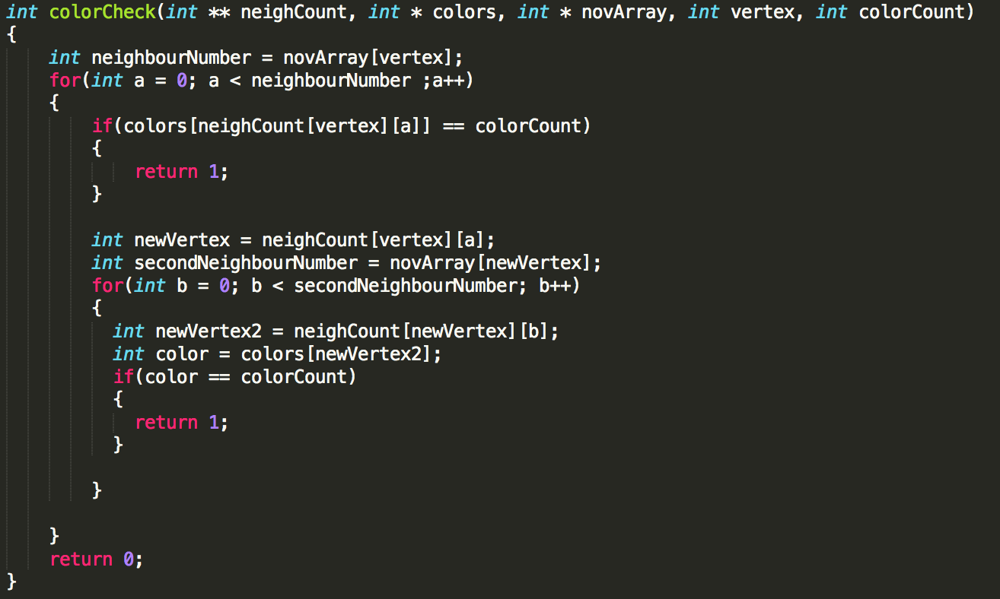 int colorCheck(int ** neighCount, int * colors, int * novArray, int vertex, int colorCount)
{
    int neighbourNumber = novArray[vertex];
    for(int a = 0; a < neighbourNumber ;a++)
    {
        if(colors[neighCount[vertex][a]] == colorCount)
        {
            return 1;
        }

        int newVertex = neighCount[vertex][a];
        int secondNeighbourNumber = novArray[newVertex];
        for(int b = 0; b < secondNeighbourNumber; b++)
        {
          int newVertex2 = neighCount[newVertex][b];
          int color = colors[newVertex2];
          if(color == colorCount)
          {
            return 1;
          }

        }

    }
    return 0;
}